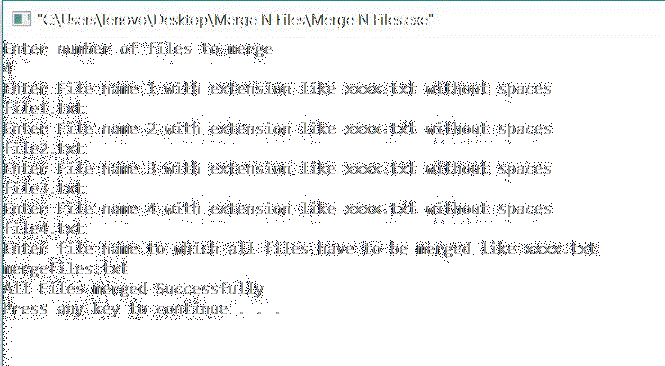 "C:\Users\lenovo\Desktop\Merge N Files\Merge N Files.exe"
Enter number of files to merge
4
Enter File name 1 with extension like xxxx.txt without spaces
file1.txt
Enter File name 2 with extension like xxxx.txt without spaces
file2.txt
Enter File name 3 with extension like xxxx.txt without spaces
file3.txt
Enter File name 4 with extension like xxxx.txt without spaces
file4.txt
Enter file name to which all files have to be merged like xxxx.txt
mergefiles.txt
All Files merged Successfully
Press any key to continue . . .